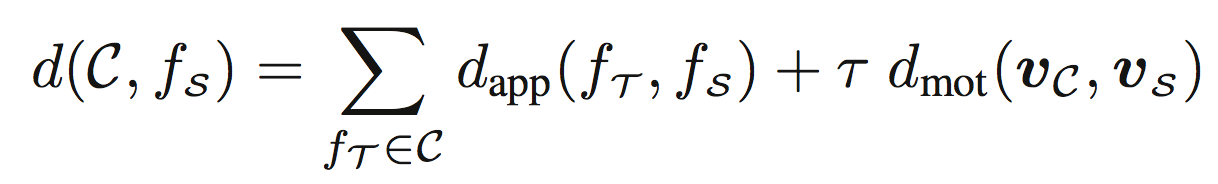 d(𝒞, f_𝒮) = ∑_{f_𝒯 ∈ 𝒞} d_app(f_𝒯, f_𝒮) + τ d_mot(𝒗_𝒞, 𝒗_𝒮)